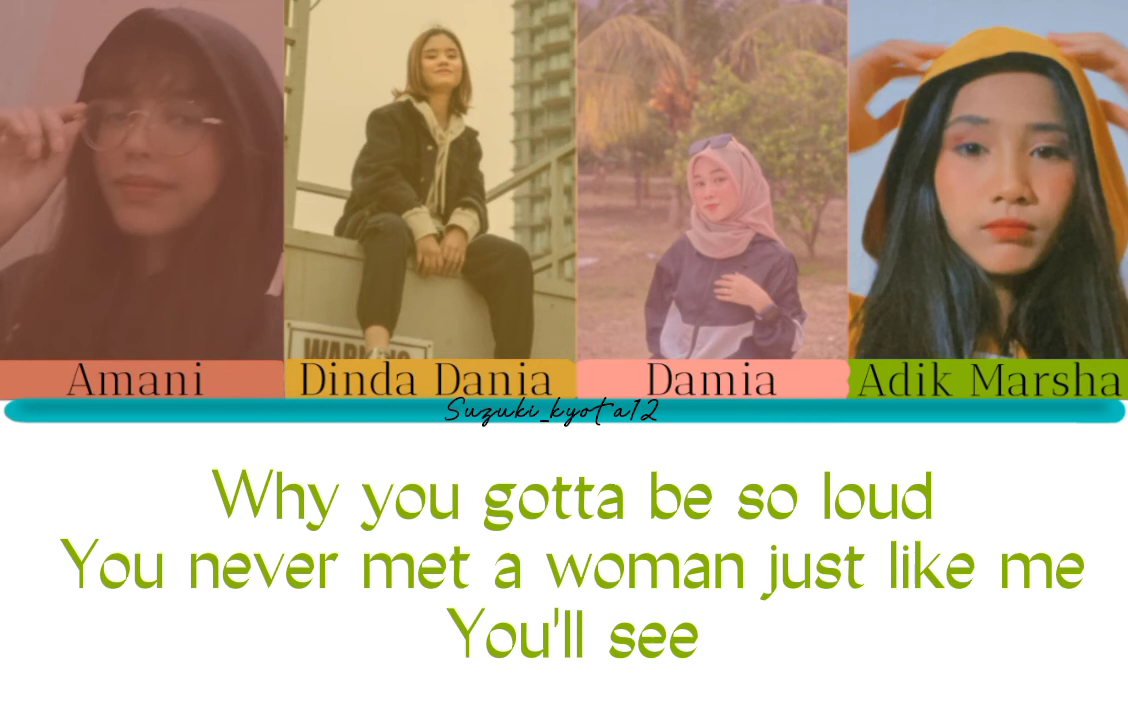 WARNING
Amani
Dinda Dania
Damia
Adik Marsha
Suzuki_kyota12
Why you gotta be so loud
You never met a woman just like me
You'll see